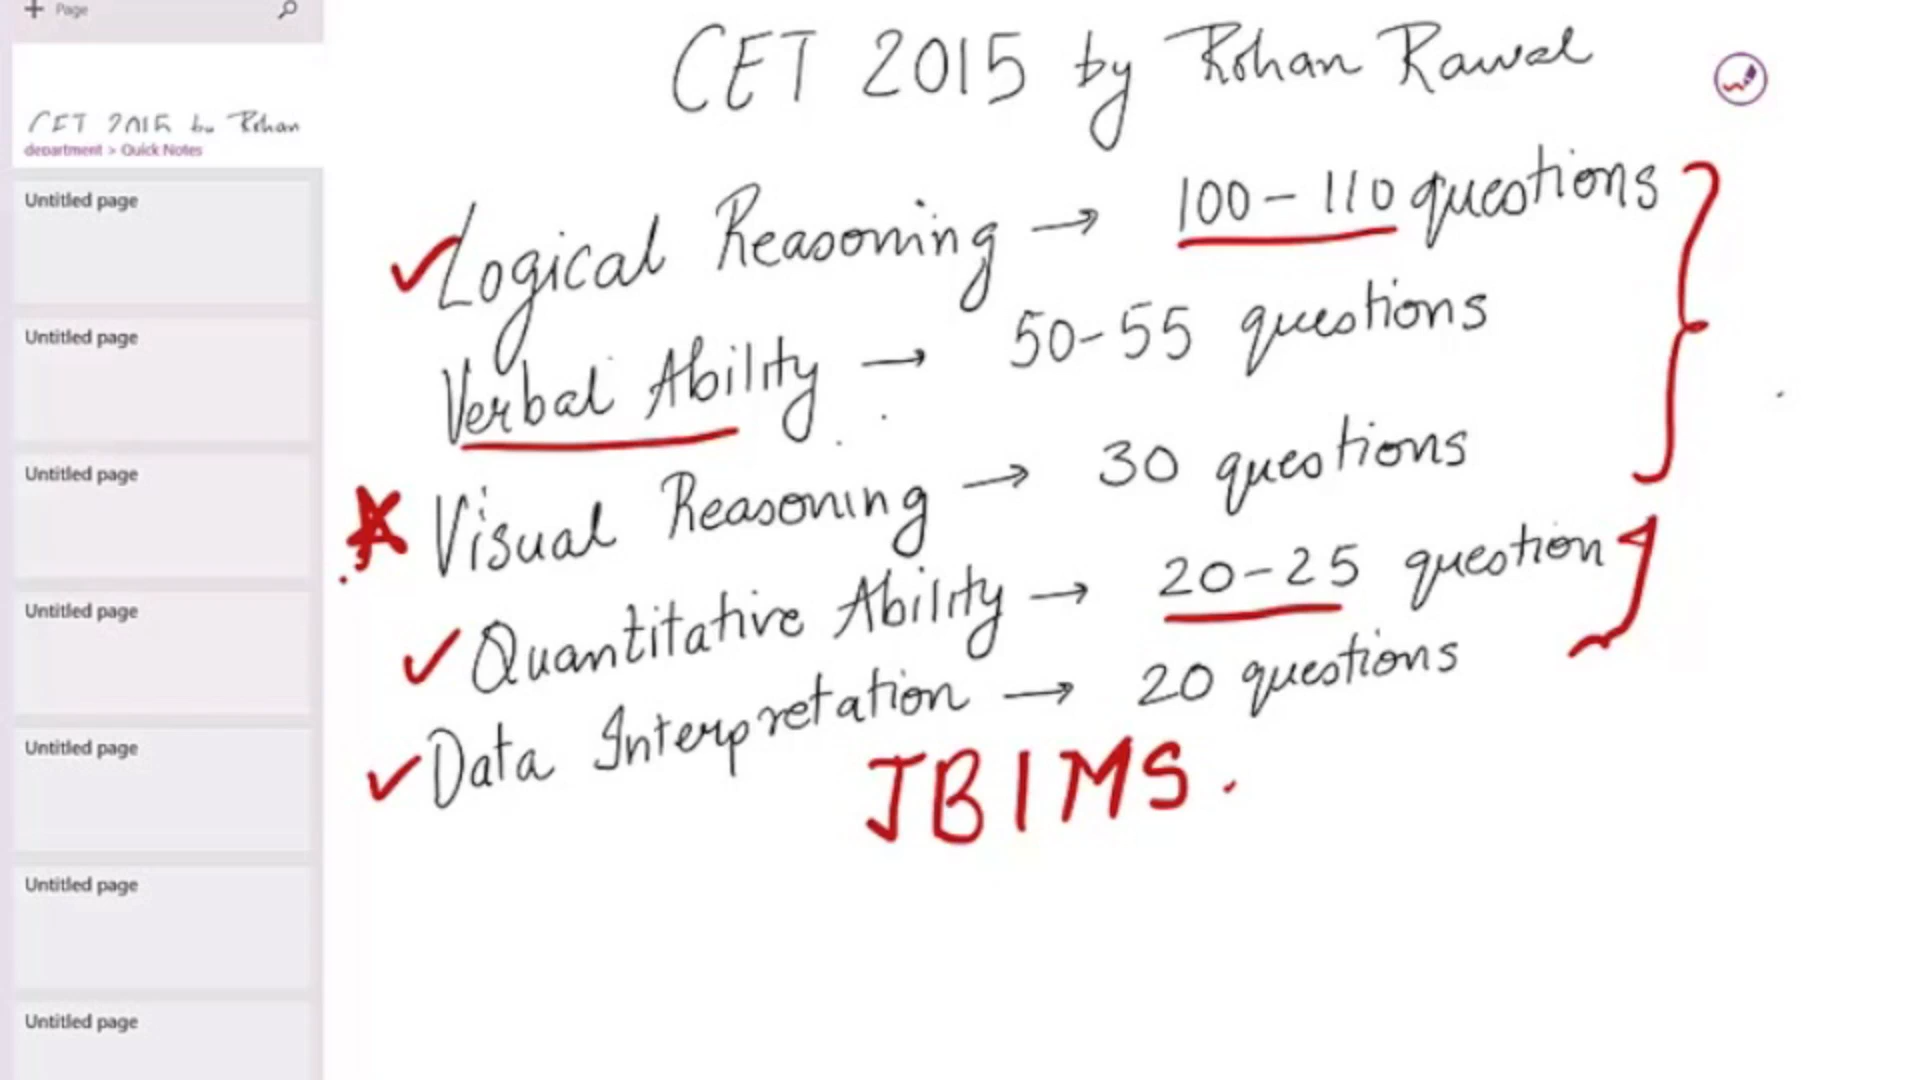 + Page
CET 2015 by Rohan Rawal
CET 2015 by Rohan
department > Quick Notes
Untitled page
Untitled page
Untitled page
Untitled page
Untitled page
Untitled page
Untitled page
Logical Reasoning → 100-110 questions
Verbal Ability → 50-55 questions
Visual Reasoning → 30 questions
Quantitative Ability → 20-25 question
Data Interpretation → 20 questions
JBIMS.